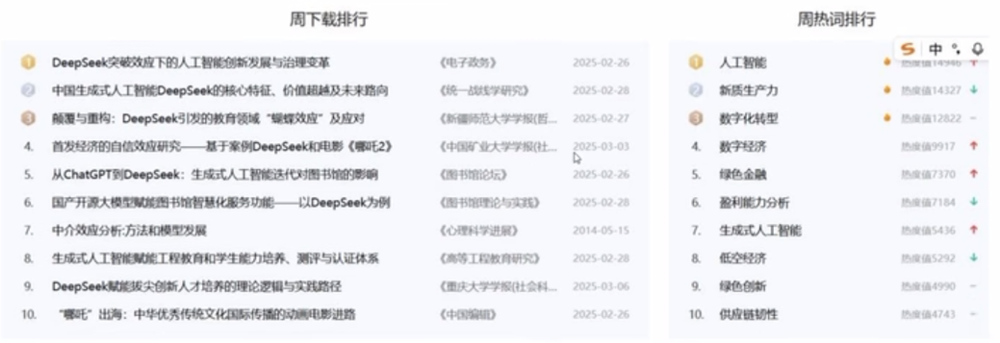 周下载排行
1 DeepSeek突破效应下的人工智能创新发展与治理变革 《电子政务》 2025-02-26
2 中国生成式人工智能DeepSeek的核心特征、价值超越及未来路向 《统一战线学研究》 2025-02-28
3 颠覆与重构：DeepSeek引发的教育领域“蝴蝶效应”及应对 《新疆师范大学学报(哲... 2025-02-27
4. 首发经济的自信效应研究——基于案例DeepSeek和电影《哪吒2》 《中国矿业大学学报(社... 2025-03-03
5. 从ChatGPT到DeepSeek：生成式人工智能迭代对图书馆的影响 《图书馆论坛》 2025-02-26
6. 国产开源大模型赋能图书馆智慧化服务功能——以DeepSeek为例 《图书馆理论与实践》 2025-02-28
7. 中介效应分析:方法和模型发展 《心理科学进展》 2014-05-15
8. 生成式人工智能赋能工程教育和学生能力培养、测评与认证体系 《高等工程教育研究》 2025-02-28
9. DeepSeek赋能拔尖创新人才培养的理论逻辑与实践路径 《重庆大学学报(社会科... 2025-03-06
10. “哪吒”出海：中华优秀传统文化国际传播的动画电影进路 《中国编辑》 2025-02-26
周热词排行
S 中 °,
1 人工智能 热度值14946 ↑
2 新质生产力 热度值14327 ↓
3 数字化转型 热度值12822 –
4. 数字经济 热度值9917 ↑
5. 绿色金融 热度值7370 ↑
6. 盈利能力分析 热度值7184 ↓
7. 生成式人工智能 热度值5436 ↑
8. 低空经济 热度值5292 ↓
9. 绿色创新 热度值4990 –
10. 供应链韧性 热度值4743 –